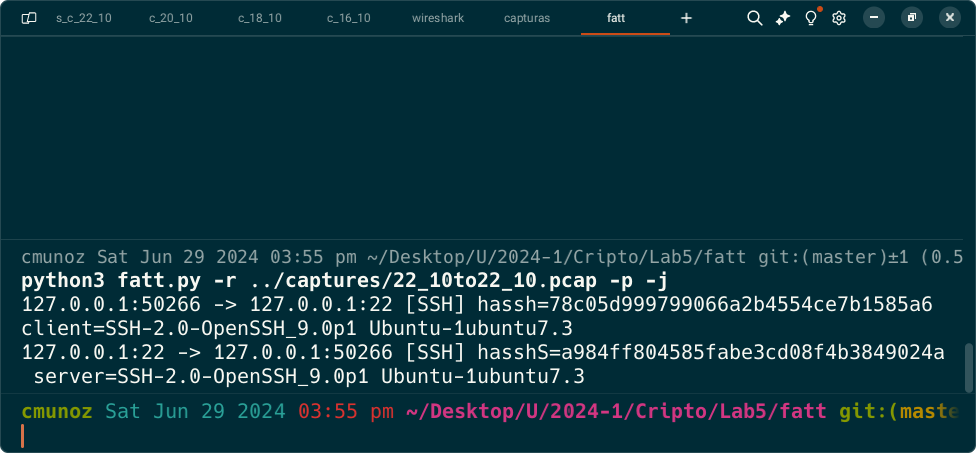 s_c_22_10 c_20_10 c_18_10 c_16_10 wireshark capturas fatt
cmunoz Sat Jun 29 2024 03:55 pm ~/Desktop/U/2024-1/Cripto/Lab5/fatt git:(master)±1 (0.5
python3 fatt.py -r ../captures/22_10to22_10.pcap -p -j
127.0.0.1:50266 -> 127.0.0.1:22 [SSH] hassh=78c05d999799066a2b4554ce7b1585a6
client=SSH-2.0-OpenSSH_9.0p1 Ubuntu-1ubuntu7.3
127.0.0.1:22 -> 127.0.0.1:50266 [SSH] hasshS=a984ff804585fabe3cd08f4b3849024a
server=SSH-2.0-OpenSSH_9.0p1 Ubuntu-1ubuntu7.3
cmunoz Sat Jun 29 2024 03:55 pm ~/Desktop/U/2024-1/Cripto/Lab5/fatt git:(maste